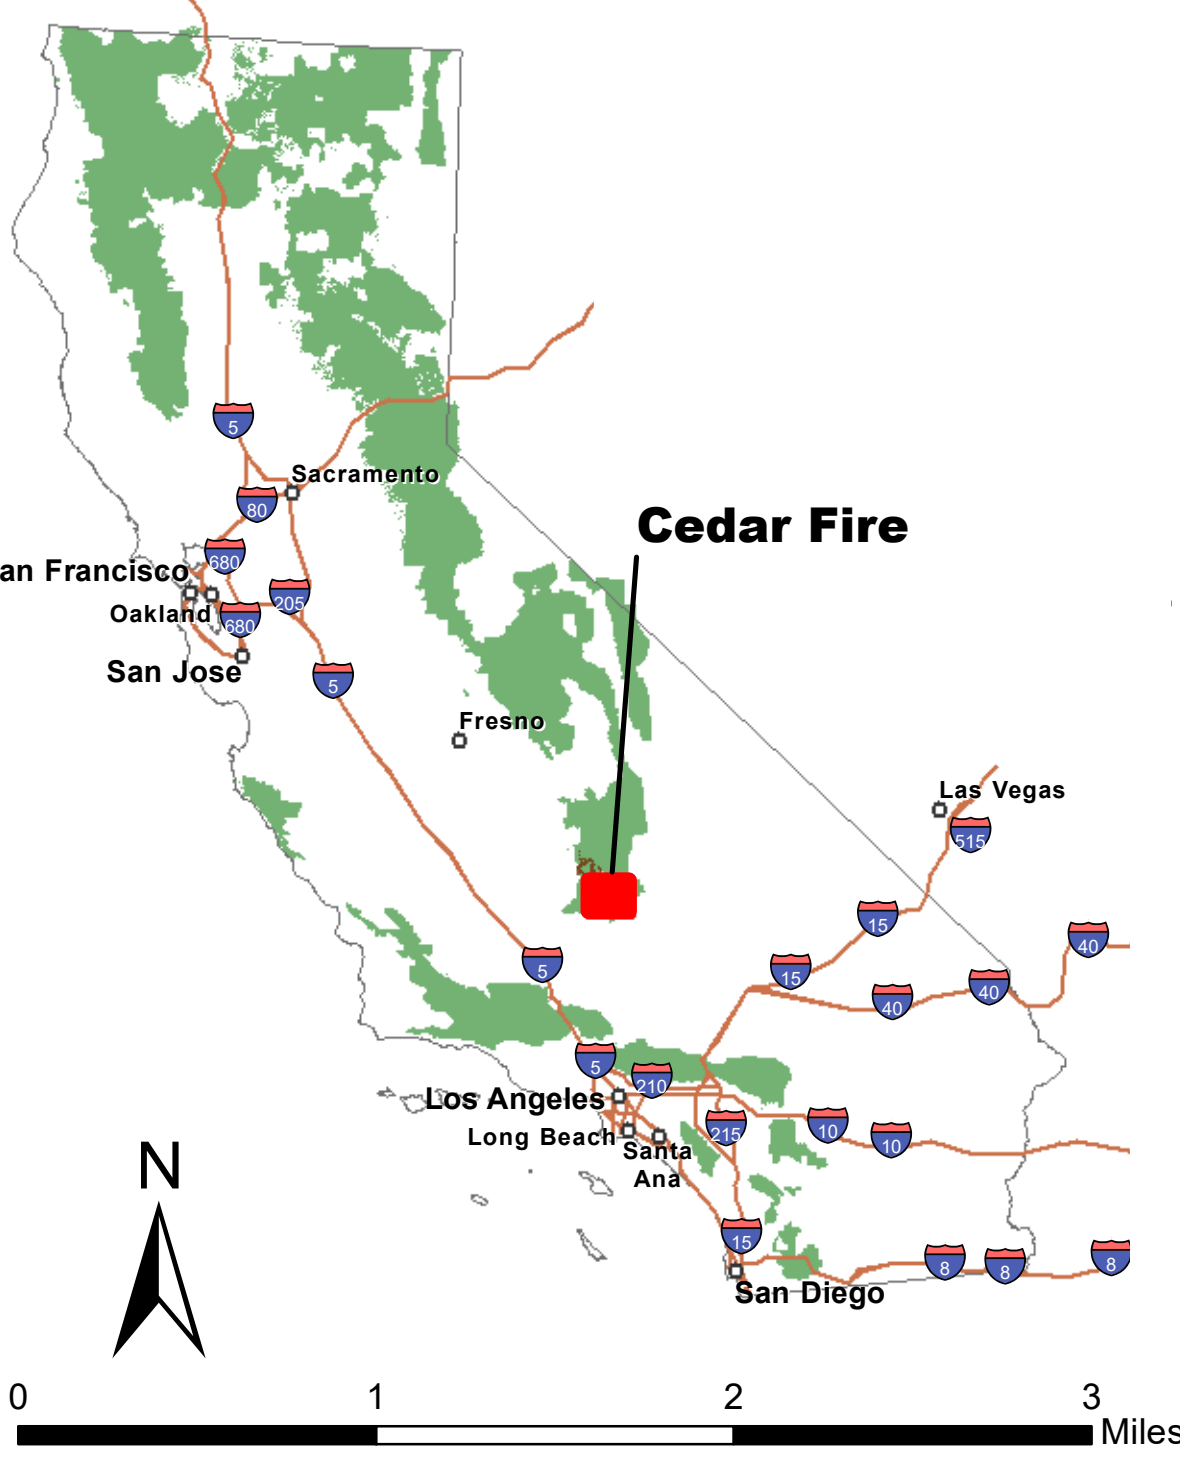 5
Sacramento
80
Cedar Fire
680
an Francisco
205
Oakland
680
San Jose
5
Fresno
Las Vegas
515
15
40
5
15
40
40
5
210
Los Angeles
10
215
Long Beach
10
Santa
Ana
N
15
8
8
8
San Diego
0 1 2 3
Miles